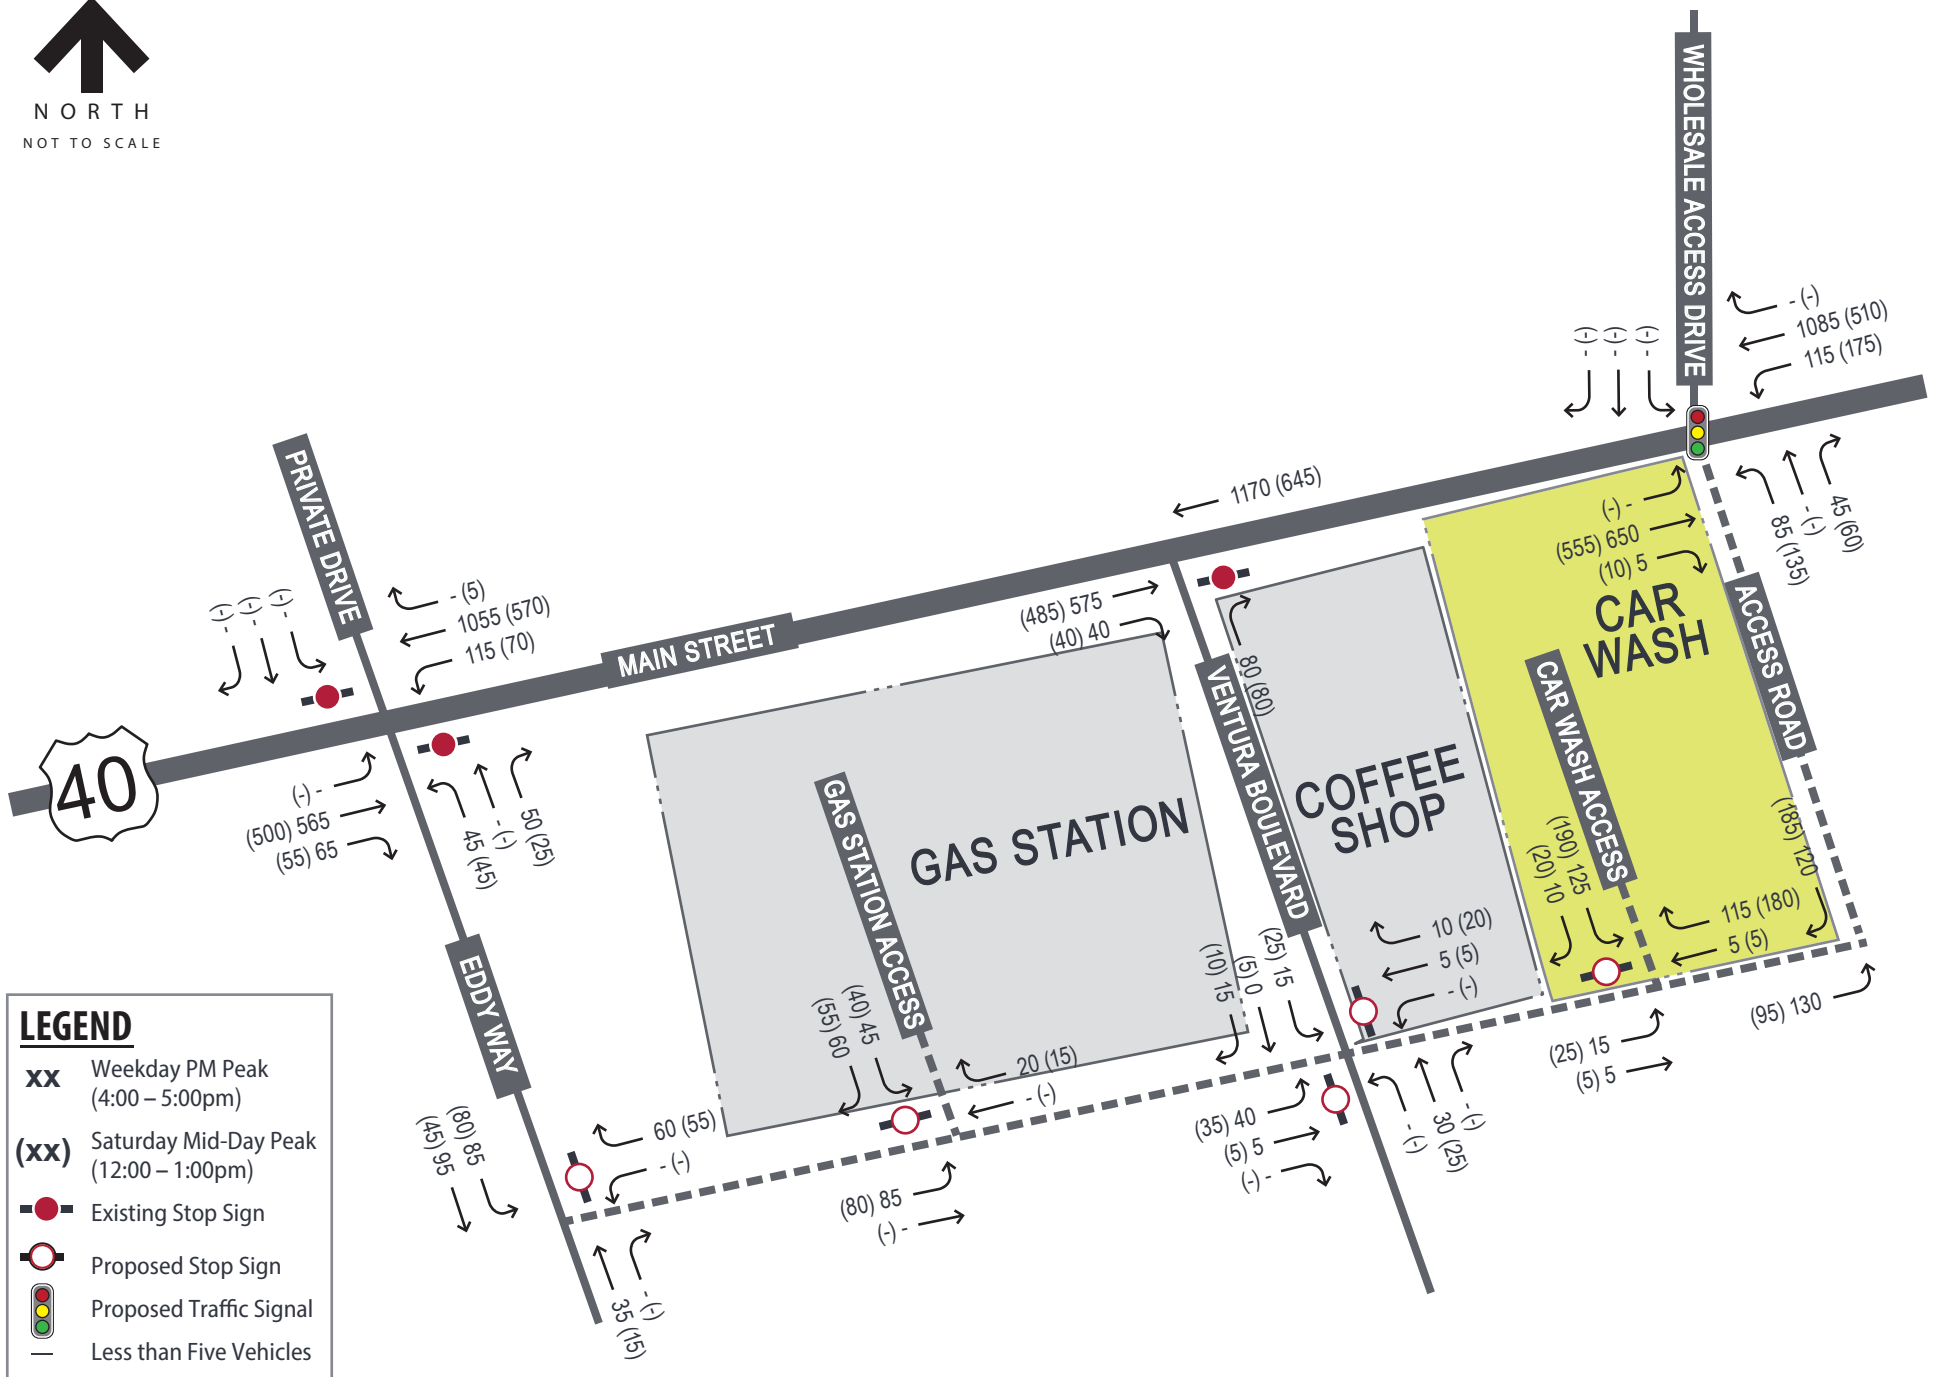 NORTH
NOT TO SCALE
WHOLESALE ACCESS DRIVE
- (-)
1085 (510)
115 (175)
(-) -
(-) -
(-) -
1170 (645)
(-) -
(555) 650
(10) 5
85 (135)
- (-)
45 (60)
PRIVATE DRIVE
(-) -
(-) -
(-) -
- (5)
1055 (570)
115 (70)
MAIN STREET
(485) 575
(40) 40
80 (80)
CAR
WASH
ACCESS ROAD
CAR WASH ACCESS
VENTURA BOULEVARD
40
(-) -
(500) 565
(55) 65
45 (45)
- (-)
50 (25)
GAS STATION ACCESS
GAS STATION
COFFEE
SHOP
(20) 10
(190) 125
(185) 120
115 (180)
5 (5)
10 (20)
5 (5)
- (-)
(10) 15
(5) 0
(25) 15
EDDY WAY
(55) 60
(40) 45
20 (15)
- (-)
(95) 130
(25) 15
(5) 5
(35) 40
(5) 5
(-) -
- (-)
30 (25)
- (-)
(45) 95
(80) 85
60 (55)
- (-)
(80) 85
(-) -
35 (15)
- (-)
LEGEND
xx Weekday PM Peak
(4:00 – 5:00pm)
(xx) Saturday Mid-Day Peak
(12:00 – 1:00pm)
Existing Stop Sign
Proposed Stop Sign
Proposed Traffic Signal
— Less than Five Vehicles